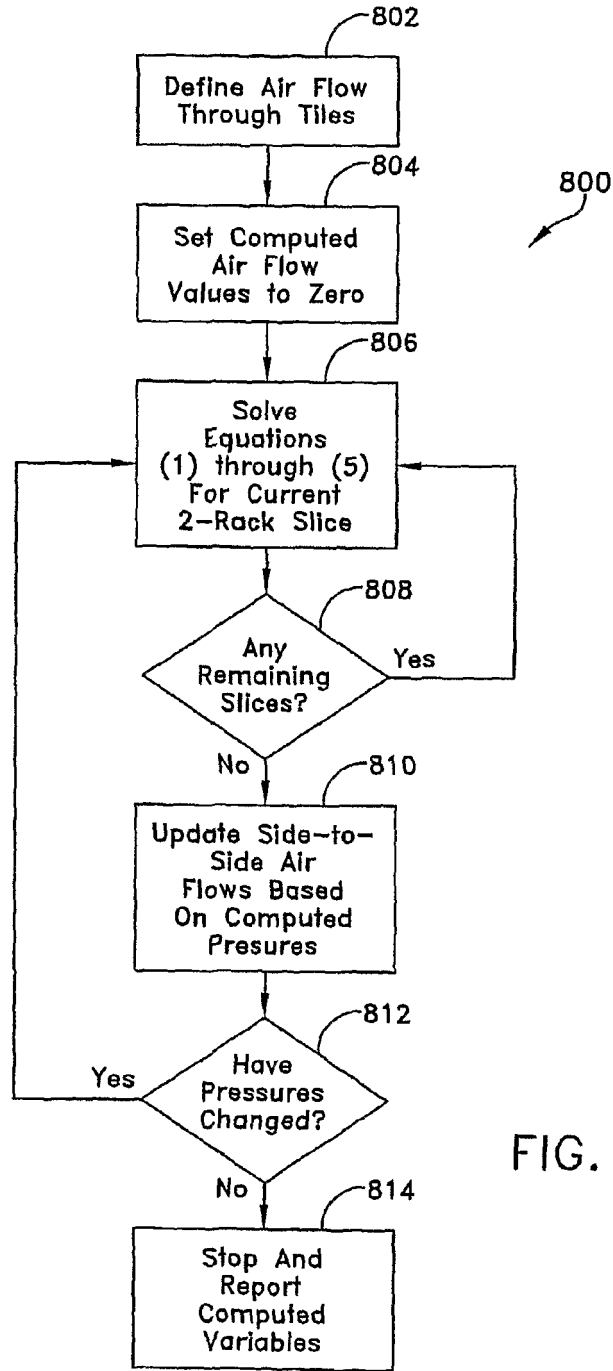 802
Define Air Flow
Through Tiles
804
800
Set Computed
Air Flow
Values to Zero
806
Solve
Equations
(1) through (5)
For Current
2-Rack Slice
808
Any
Remaining
Slices?
Yes
No
810
Update Side-to-
Side Air
Flows Based
On Computed
Presures
812
Have
Pressures
Changed?
Yes
FIG.
No
814
Stop And
Report
Computed
Variables